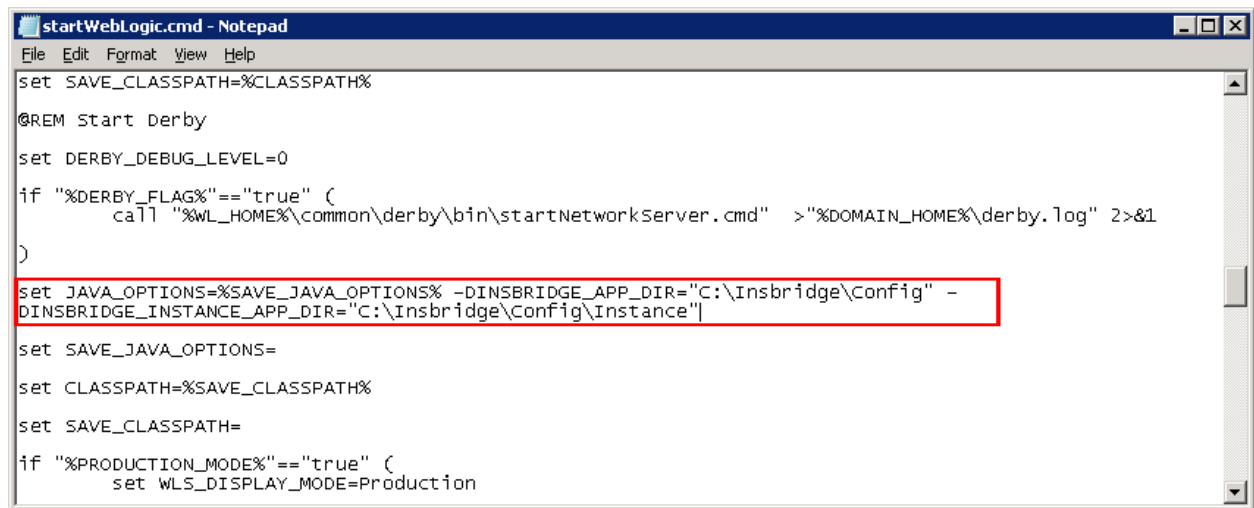 startWebLogic.cmd - Notepad
File Edit Format View Help
set SAVE_CLASSPATH=%CLASSPATH%
@REM Start Derby
set DERBY_DEBUG_LEVEL=0
if "%DERBY_FLAG%"=="true" (
call "%WL_HOME%\common\derby\bin\startNetworkServer.cmd" >"%DOMAIN_HOME%\derby.log" 2>&1
)
set JAVA_OPTIONS=%SAVE_JAVA_OPTIONS% –DINSBRIDGE_APP_DIR="C:\Insbridge\Config" –
DINSBRIDGE_INSTANCE_APP_DIR="C:\Insbridge\Config\Instance"
set SAVE_JAVA_OPTIONS=
set CLASSPATH=%SAVE_CLASSPATH%
set SAVE_CLASSPATH=
if "%PRODUCTION_MODE%"=="true" (
set WLS_DISPLAY_MODE=Production